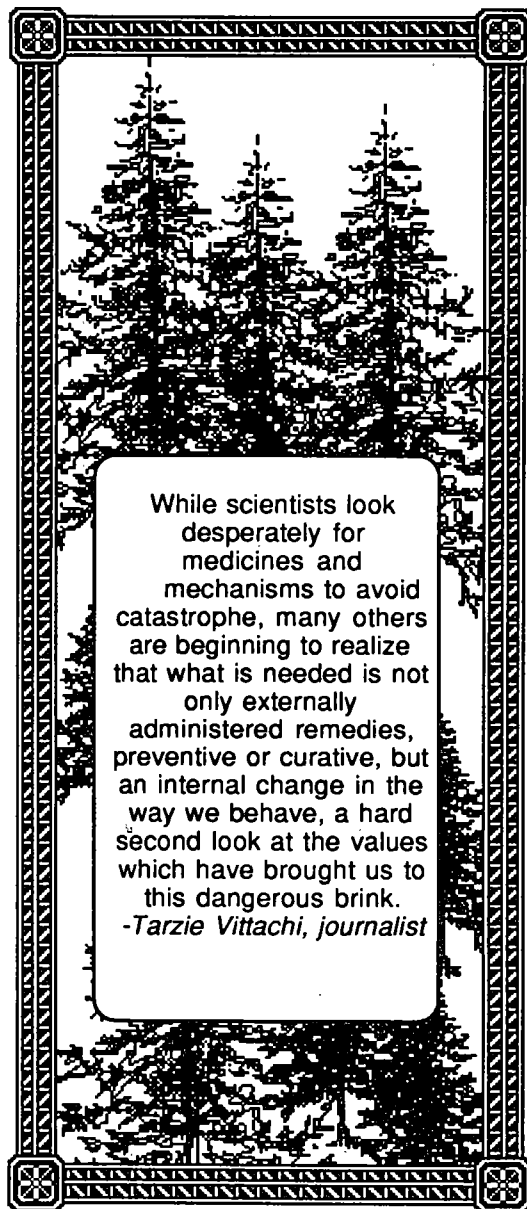 While scientists look
desperately for
medicines and
mechanisms to avoid
catastrophe, many others
are beginning to realize
that what is needed is not
only externally
administered remedies,
preventive or curative, but
an internal change in the
way we behave, a hard
second look at the values
which have brought us to
this dangerous brink.
-Tarzie Vittachi, journalist